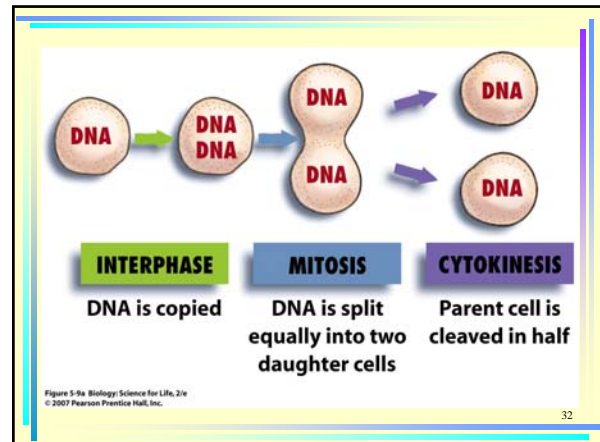 DNA
DNA
DNA
DNA
DNA
DNA
DNA
INTERPHASE
MITOSIS
CYTOKINESIS
DNA is copied
DNA is split
equally into two
daughter cells
Parent cell is
cleaved in half
Figure 5-9a Biology: Science for Life, 2/e
© 2007 Pearson Prentice Hall, Inc.
32